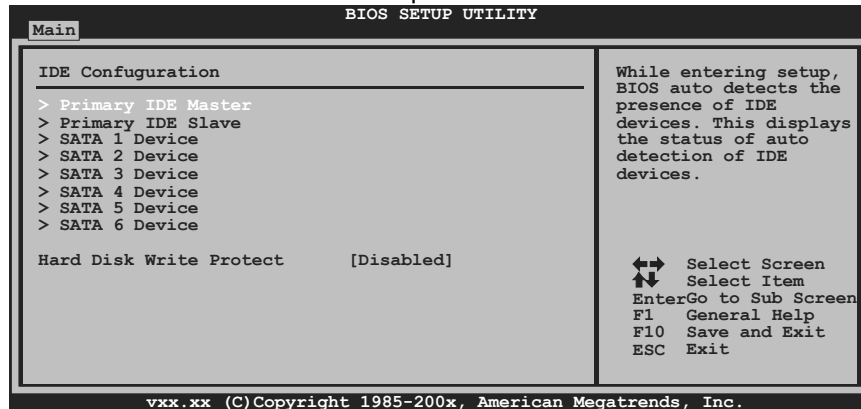 BIOS SETUP UTILITY
Main
IDE Confuguration
> Primary IDE Master
> Primary IDE Slave
> SATA 1 Device
> SATA 2 Device
> SATA 3 Device
> SATA 4 Device
> SATA 5 Device
> SATA 6 Device
Hard Disk Write Protect [Disabled]
While entering setup,
BIOS auto detects the
presence of IDE
devices. This displays
the status of auto
detection of IDE
devices.
Select Screen
Select Item
EnterGo to Sub Screen
F1 General Help
F10 Save and Exit
ESC Exit
vxx.xx (C)Copyright 1985-200x, American Megatrends, Inc.